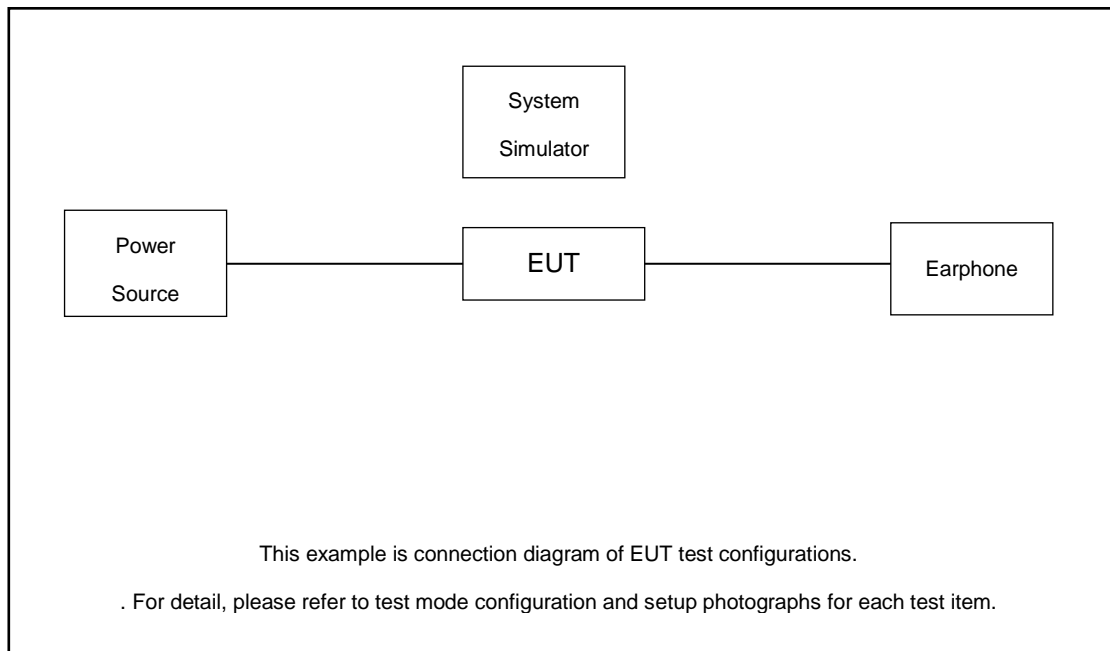 System
Simulator
Power
Source
EUT
Earphone
This example is connection diagram of EUT test configurations.
. For detail, please refer to test mode configuration and setup photographs for each test item.